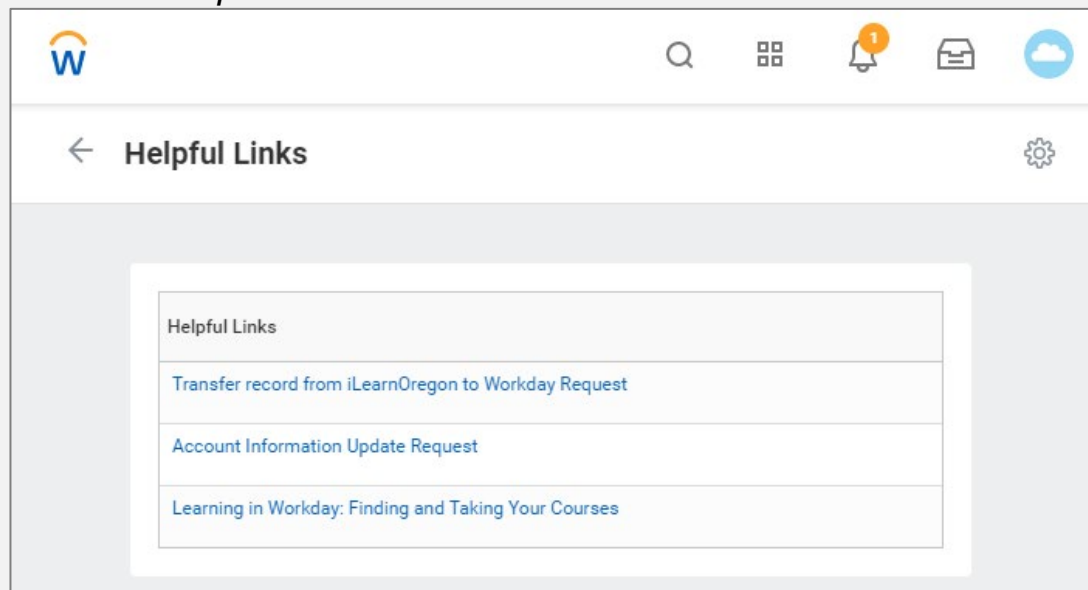 W
1
Helpful Links
Helpful Links
Transfer record from iLearnOregon to Workday Request
Account Information Update Request
Learning in Workday: Finding and Taking Your Courses